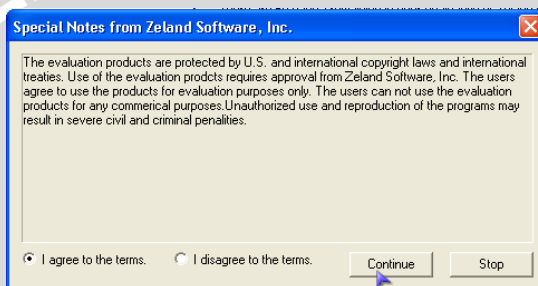 Special Notes from Zeland Software, Inc.
The evaluation products are protected by U.S. and international copyright laws and international
treaties. Use of the evaluation prodcts requires approval from Zeland Software, Inc. The users
agree to use the products for evaluation purposes only. The users can not use the evaluation
products for any commerical purposes.Unauthorized use and reproduction of the programs may
result in severe civil and criminal penalities.
I agree to the terms.
I disagree to the terms.
Continue
Stop